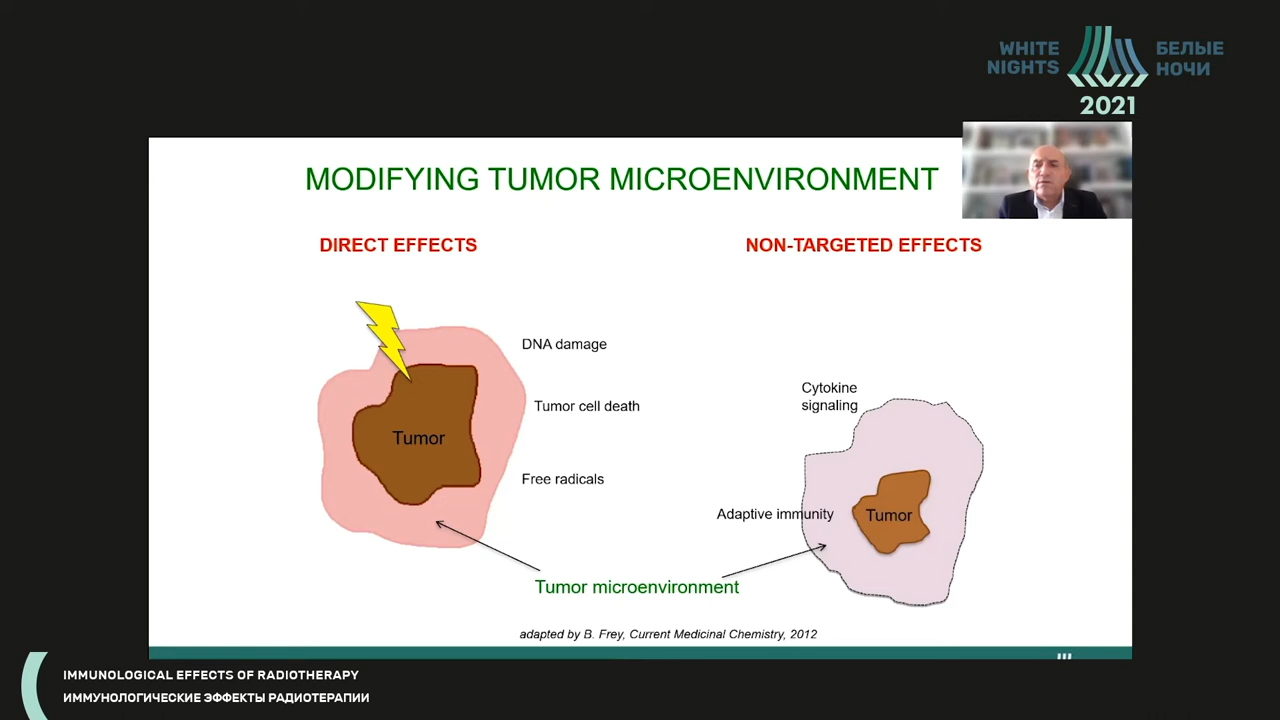 WHITE
NIGHTS
БЕЛЫЕ
НОЧИ
2021
MODIFYING TUMOR MICROENVIRONMENT
DIRECT EFFECTS
NON-TARGETED EFFECTS
DNA damage
Tumor cell death
Tumor
Free radicals
Cytokine
signaling
Adaptive immunity
Tumor
Tumor microenvironment
adapted by B. Frey, Current Medicinal Chemistry, 2012
IMMUNOLOGICAL EFFECTS OF RADIOTHERAPY
ИММУНОЛОГИЧЕСКИЕ ЭФФЕКТЫ РАДИОТЕРАПИИ